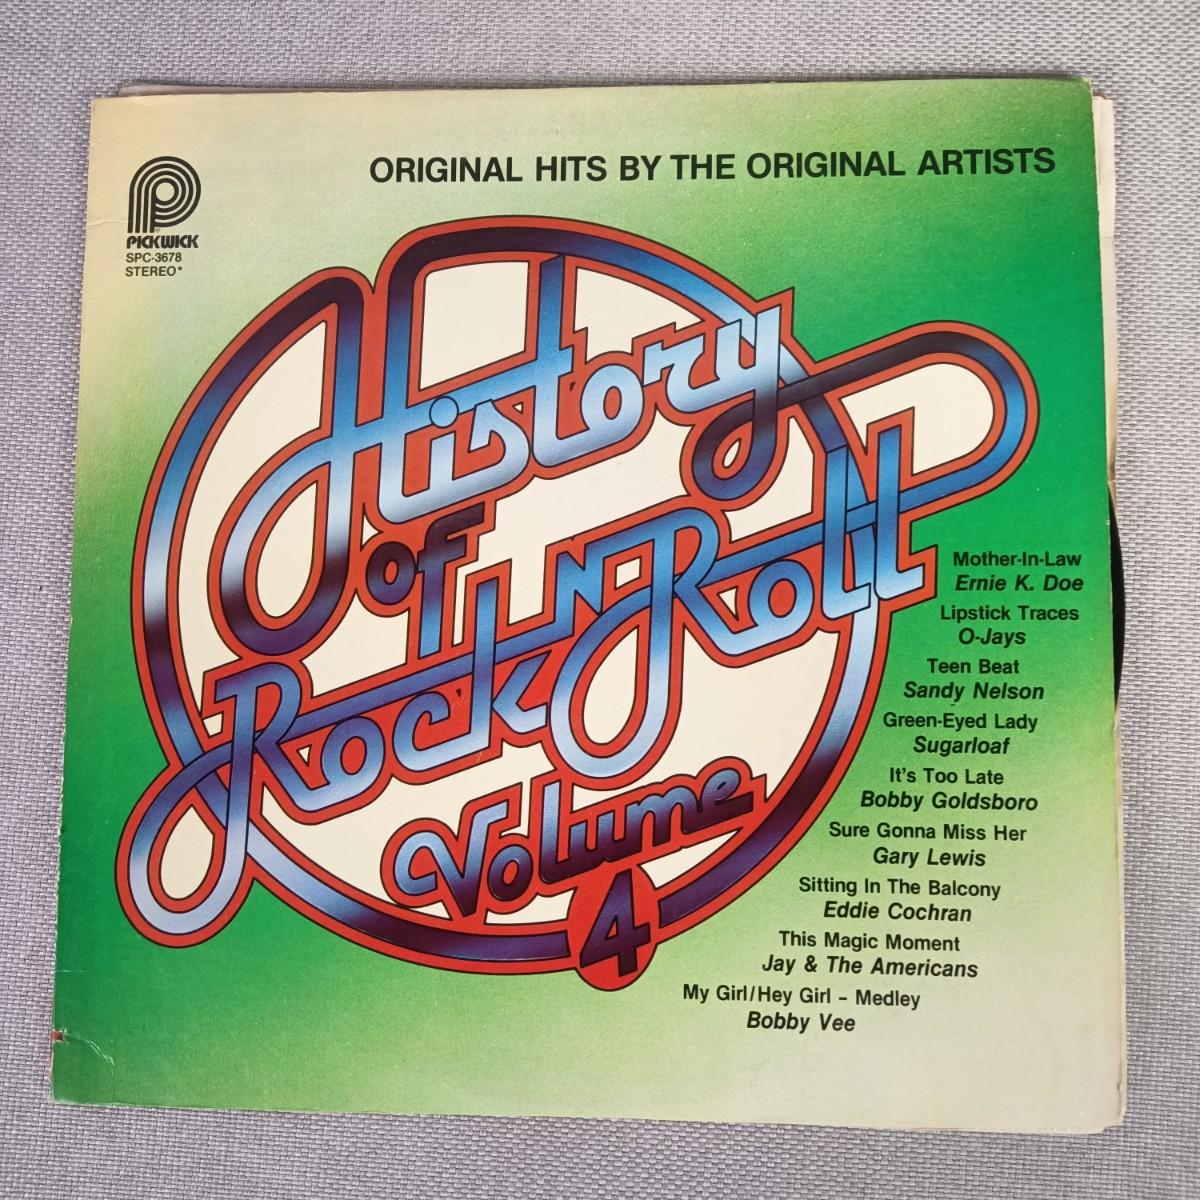 ORIGINAL HITS BY THE ORIGINAL ARTISTS
P
PICKWICK
SPC-3678
STEREO*
History
of
Rock N Roll
Volume
4
Mother-In-Law
Ernie K. Doe
Lipstick Traces
O-Jays
Teen Beat
Sandy Nelson
Green-Eyed Lady
Sugarloaf
It's Too Late
Bobby Goldsboro
Sure Gonna Miss Her
Gary Lewis
Sitting In The Balcony
Eddie Cochran
This Magic Moment
Jay & The Americans
My Girl/Hey Girl – Medley
Bobby Vee